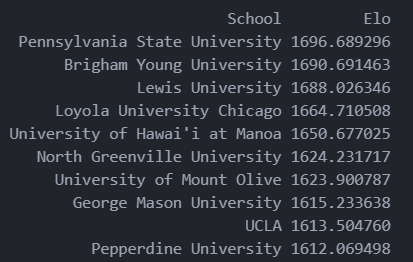 School Elo
Pennsylvania State University 1696.689296
Brigham Young University 1690.691463
Lewis University 1688.026346
Loyola University Chicago 1664.710508
University of Hawai'i at Manoa 1650.677025
North Greenville University 1624.231717
University of Mount Olive 1623.900787
George Mason University 1615.233638
UCLA 1613.504760
Pepperdine University 1612.069498